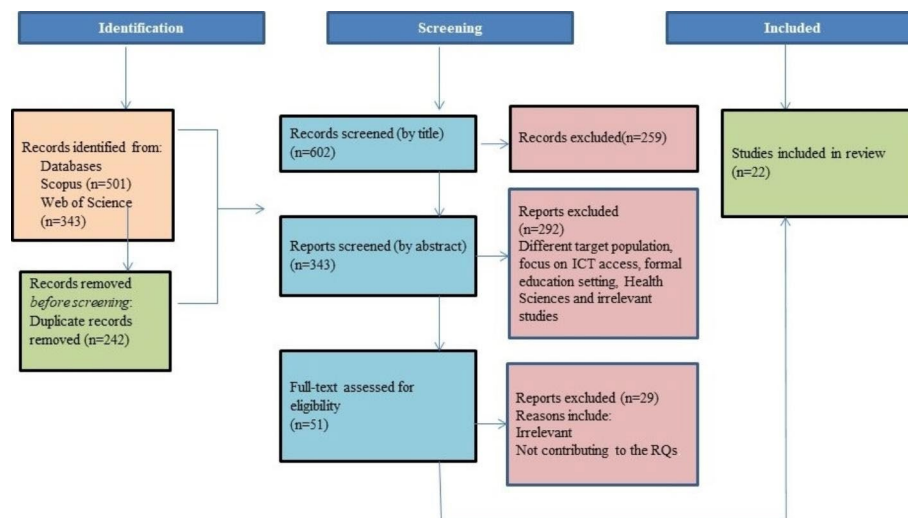 Identification
Screening
Included
Records identified from:
Databases
Scopus (n=501)
Web of Science
(n=343)
Records removed
before screening:
Duplicate records
removed (n=242)
Records screened (by title)
(n=602)
Records excluded(n=259)
Reports screened (by abstract)
(n=343)
Reports excluded
(n=292)
Different target population,
focus on ICT access, formal
education setting, Health
Sciences and irrelevant
studies
Full-text assessed for
eligibility
(n=51)
Reports excluded (n=29)
Reasons include:
Irrelevant
Not contributing to the RQs
Studies included in review
(n=22)